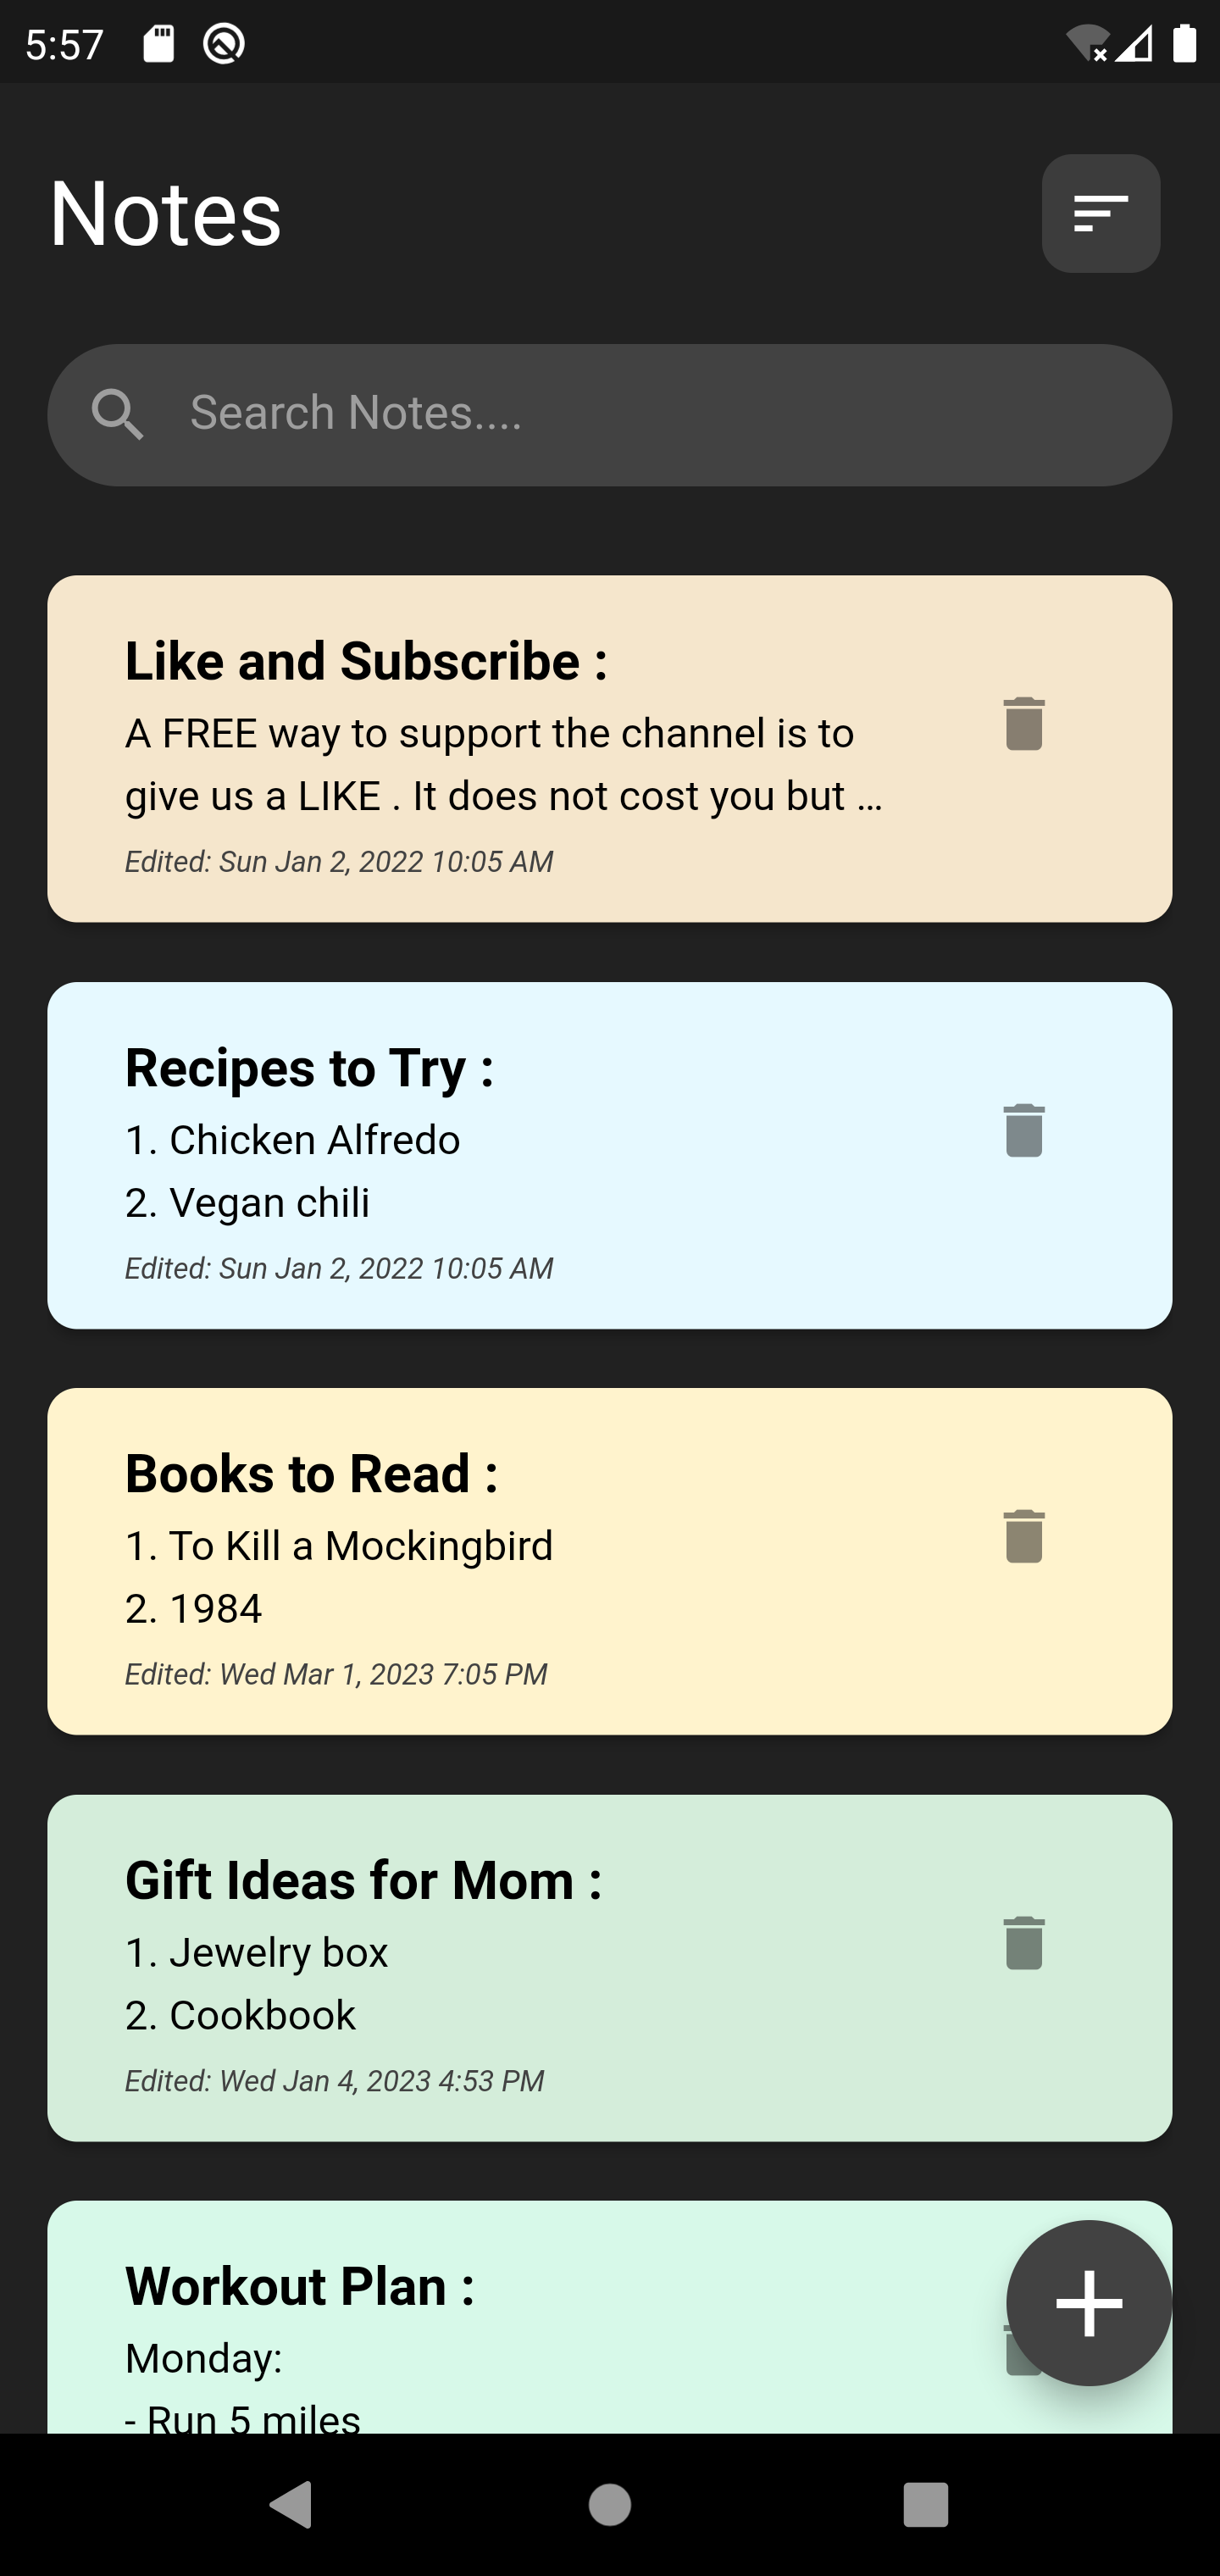 5:57
Notes
Search Notes....
Like and Subscribe :
A FREE way to support the channel is to
give us a LIKE . It does not cost you but ...
Edited: Sun Jan 2, 2022 10:05 AM
Recipes to Try :
1. Chicken Alfredo
2. Vegan chili
Edited: Sun Jan 2, 2022 10:05 AM
Books to Read :
1. To Kill a Mockingbird
2. 1984
Edited: Wed Mar 1, 2023 7:05 PM
Gift Ideas for Mom :
1. Jewelry box
2. Cookbook
Edited: Wed Jan 4, 2023 4:53 PM
Workout Plan :
Monday:
- Run 5 miles